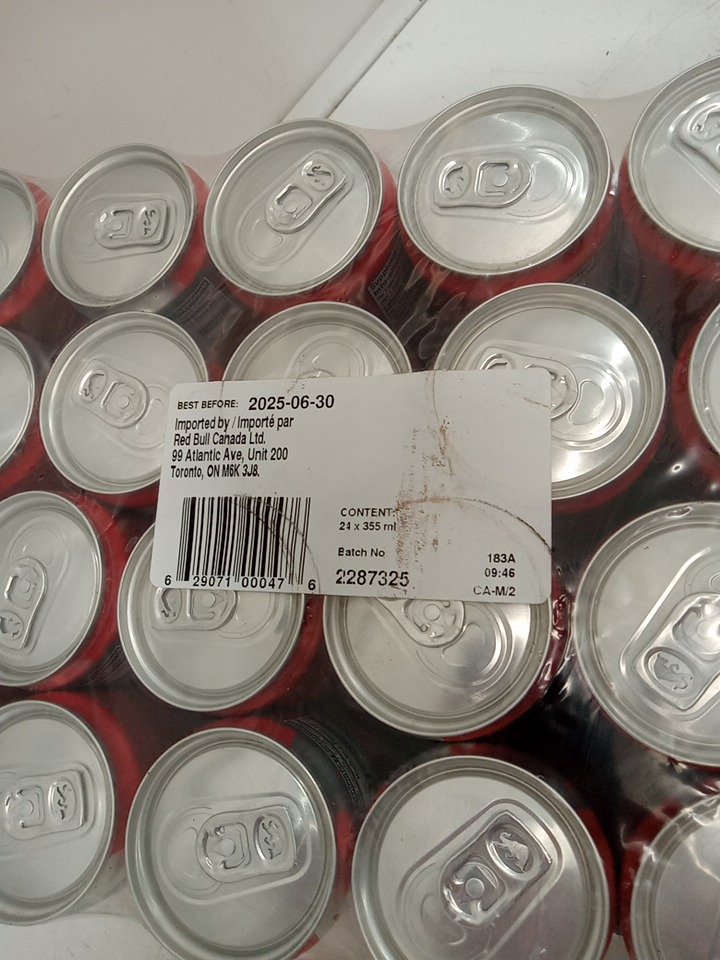 BEST BEFORE: 2025-06-30
Imported by / Importé par
Red Bull Canada Ltd.
99 Atlantic Ave, Unit 200
Toronto, ON M6K 3J8.
CONTENT:
24 x 355 ml
Batch No
2287325
183A
09:46
CA-M/2
6 29071 00047 6